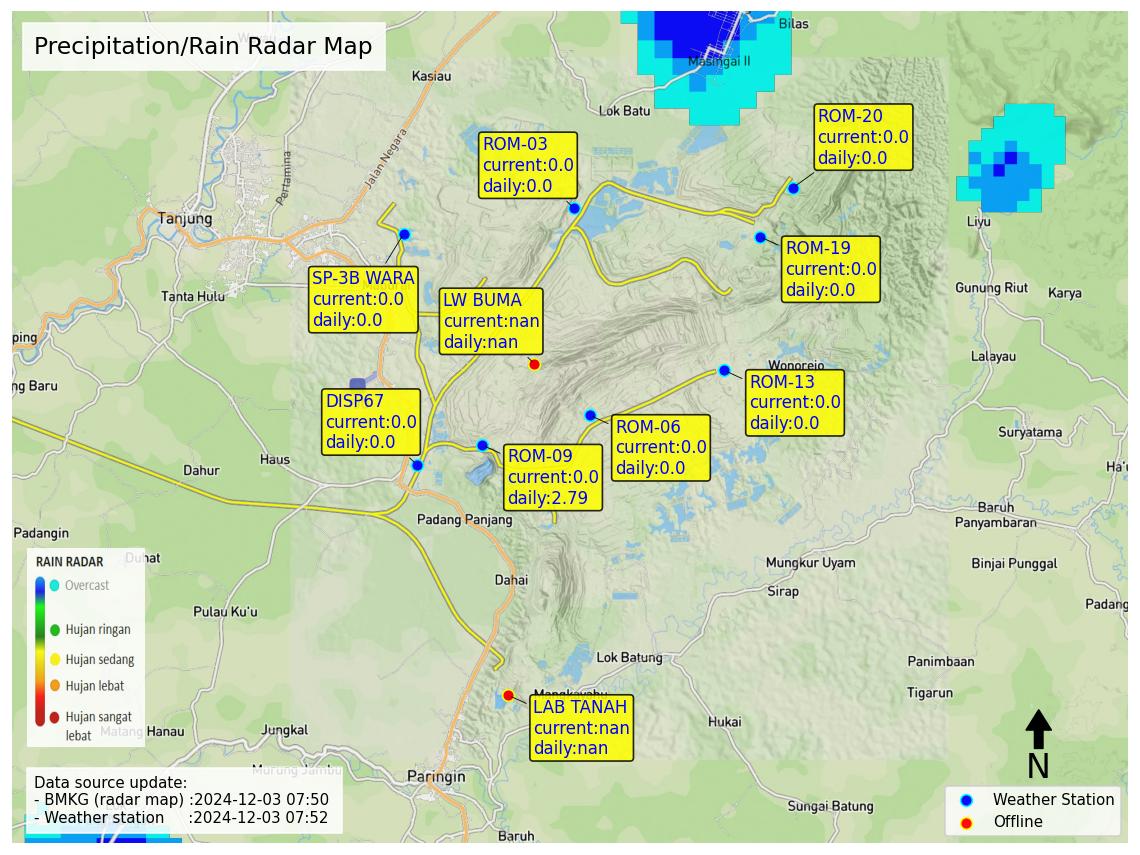 Precipitation/Rain Radar Map
Bilas
Masingai II
Kasiau
Lok Batu
Jalan Negara
Pertamina
Tanjung
Tanta Hulu
ROM-03
current:0.0
daily:0.0
ROM-20
current:0.0
daily:0.0
ROM-19
current:0.0
daily:0.0
SP-3B WARA
current:0.0
daily:0.0
LW BUMA
current:nan
daily:nan
Liyu
Gunung Riut
Karya
Lalayau
ping
ng Baru
Wonorejo
ROM-13
current:0.0
daily:0.0
DISP67
current:0.0
daily:0.0
ROM-06
current:0.0
daily:0.0
ROM-09
current:0.0
daily:2.79
Suryatama
Ha'u
Haus
Dahur
Padang Panjang
Baruh
Panyambaran
Padangin
Duhat
Binjai Punggal
Mungkur Uyam
Sirap
Dahai
Padang
Pulau Ku'u
RAIN RADAR
Overcast
Hujan ringan
Hujan sedang
Hujan lebat
Hujan sangat
lebat
Lok Batung
Panimbaan
Tigarun
Mangkayahu
LAB TANAH
current:nan
daily:nan
Hukai
Matang Hanau
Jungkal
Murung Jambu
Paringin
Sungai Batung
Baruh
Data source update:
- BMKG (radar map) :2024-12-03 07:50
- Weather station :2024-12-03 07:52
N
Weather Station
Offline